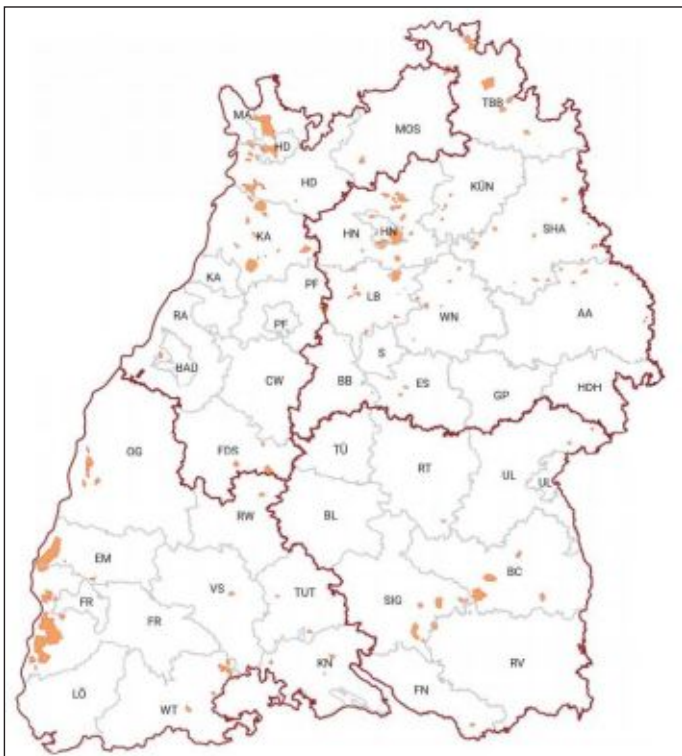 TBB
MA
MOS
HD
HD
KÜN
HN
HN
SHA
KA
KA
PF
LB
WN
AA
RA
PF
S
BAD
CW
BB
ES
GP
HDH
OG
FDS
TÜ
RT
UL
UL
RW
BL
EM
VS
TUT
SIG
BC
FR
FR
KN
RV
LÖ
WT
FN